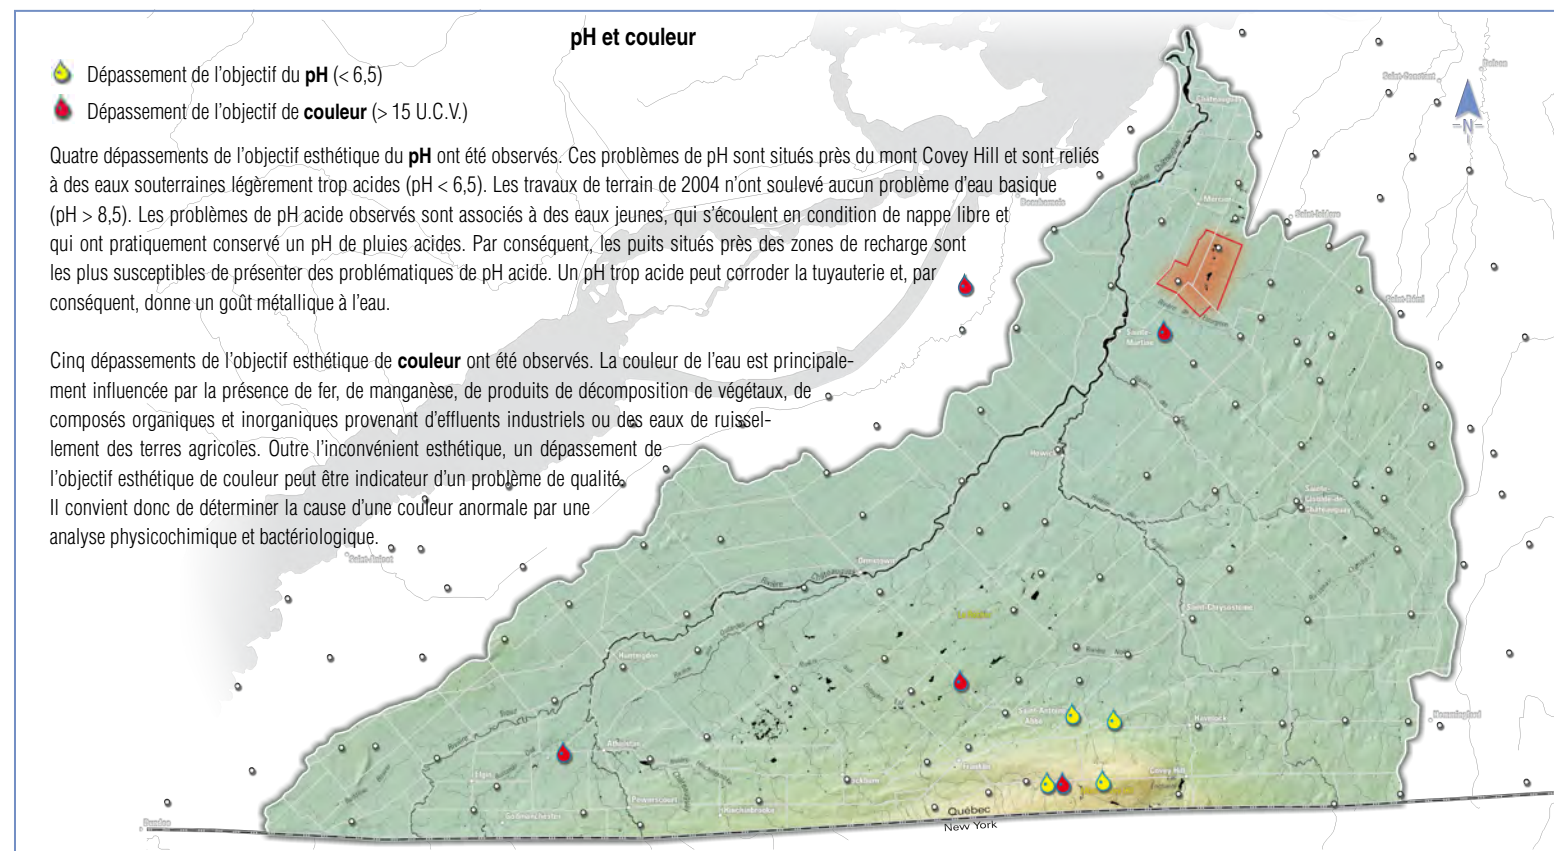 pH et couleur
Dépassement de l'objectif du pH (< 6,5)
Dépassement de l'objectif de couleur (> 15 U.C.V.)
Quatre dépassements de l'objectif esthétique du pH ont été observés. Ces problèmes de pH sont situés près du mont Covey Hill et sont reliés
à des eaux souterraines légèrement trop acides (pH < 6,5). Les travaux de terrain de 2004 n'ont soulevé aucun problème d'eau basique
(pH > 8,5). Les problèmes de pH acide observés sont associés à des eaux jeunes, qui s'écoulent en condition de nappe libre et
qui ont pratiquement conservé un pH de pluies acides. Par conséquent, les puits situés près des zones de recharge sont
les plus susceptibles de présenter des problématiques de pH acide. Un pH trop acide peut corroder la tuyauterie et, par
conséquent, donne un goût métallique à l'eau.
Cinq dépassements de l'objectif esthétique de couleur ont été observés. La couleur de l'eau est principale-
ment influencée par la présence de fer, de manganèse, de produits de décomposition de végétaux, de
composés organiques et inorganiques provenant d'effluents industriels ou des eaux de ruissel-
lement des terres agricoles. Outre l'inconvénient esthétique, un dépassement de
l'objectif esthétique de couleur peut être indicateur d'un problème de qualité.
Il convient donc de déterminer la cause d'une couleur anormale par une
analyse physicochimique et bactériologique.
N
Châteauguay
Saint-Constant
Mercier
Saint-Isidore
Saint-Rémi
Sainte-
Martine
Howick
Sainte-
Clotilde-de-
Châteauguay
Ormstown
Rivière Châteauguay
Saint-Chrysostome
Huntingdon
Saint-Anicet
Saint-Antoine
Abbé
Havelock
Hemmingford
Athelstan
Elgin
Franklin
Rockburn
Covey Hill
Powerscourt
Hinchinbrooke
Godmanchester
Dundee
Québec
New York